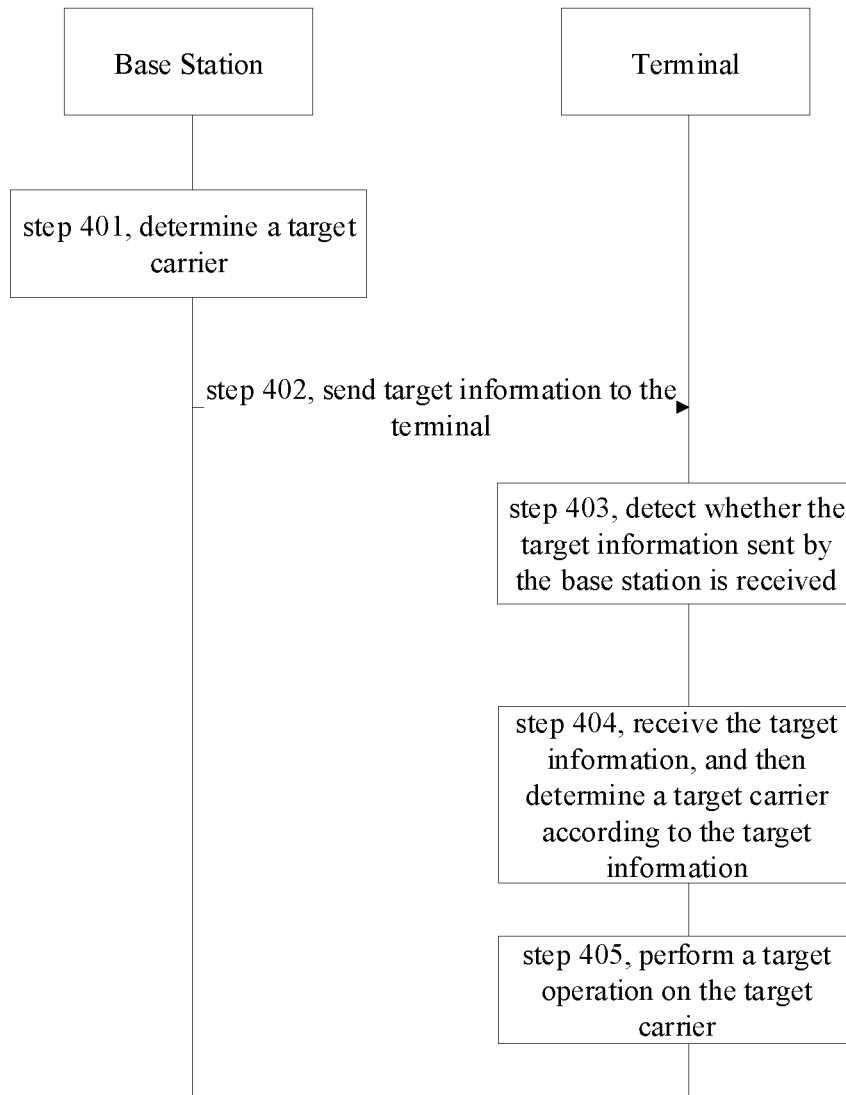 Base Station
Terminal
step 401, determine a target
carrier
step 402, send target information to the
terminal
step 403, detect whether the
target information sent by
the base station is received
step 404, receive the target
information, and then
determine a target carrier
according to the target
information
step 405, perform a target
operation on the target
carrier